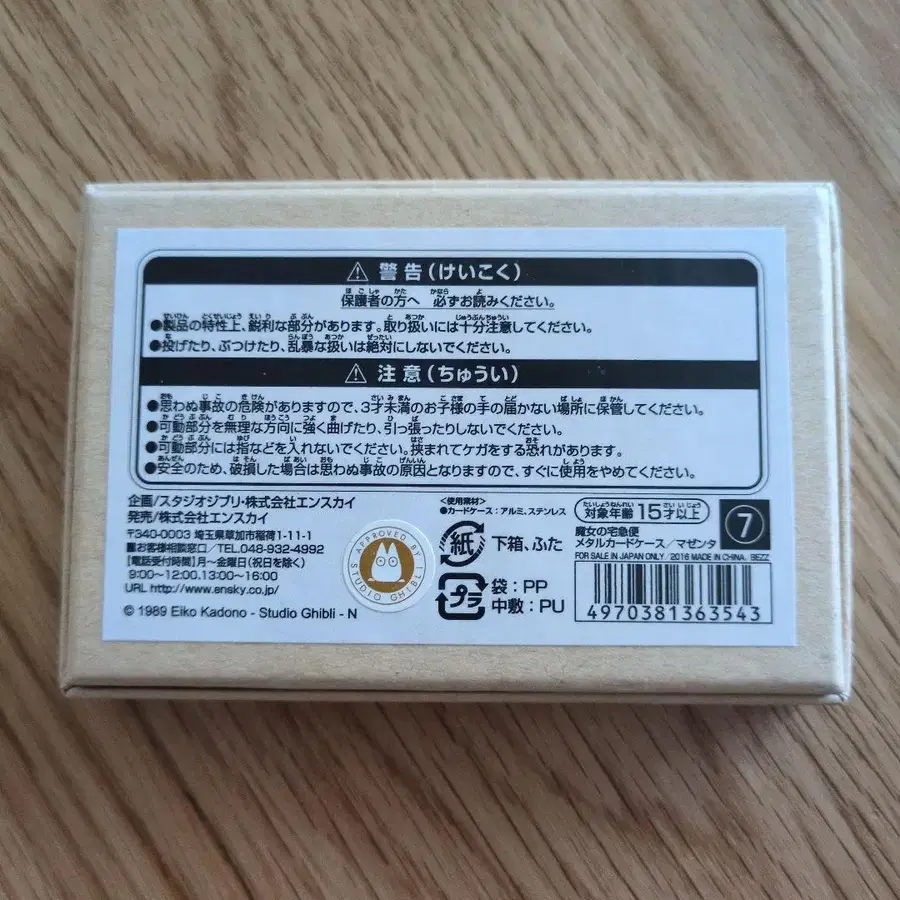 ⚠ 警告(けいこく)
保護者の方へ 必ずお読みください。
●製品の特性上、鋭利な部分があります。取り扱いには十分注意してください。
●投げたり、ぶつけたり、乱暴な扱いは絶対にしないでください。
⚠ 注意(ちゅうい)
●思わぬ事故の危険がありますので、3才未満のお子様の手の届かない場所に保管してください。
●可動部分を無理な方向に強く曲げたり、引っ張ったりしないでください。
●可動部分には指などを入れないでください。挟まれてケガをする恐れがあります。
●安全のため、破損した場合は思わぬ事故の原因となりますので、すぐに使用をやめてください。
企画/スタジオジブリ・株式会社エンスカイ
発売/株式会社エンスカイ
〒340-0003 埼玉県草加市稲荷1-11-1
■お客様相談窓口/TEL.048-932-4992
[電話受付時間]月~金曜日(祝日を除く)
9:00~12:00、13:00~16:00
URL http://www.ensky.co.jp/
© 1989 Eiko Kadono - Studio Ghibli - N
APPROVED BY STUDIO GHIBLI
<使用素材>
●カードケース:アルミ、ステンレス
紙 下箱、ふた
プラ 袋:PP
中敷:PU
対象年齢 15才以上
魔女の宅急便
メタルカードケース/マゼンタ
7
FOR SALE IN JAPAN ONLY/2016 MADE IN CHINA. BEZZ
4970381363543